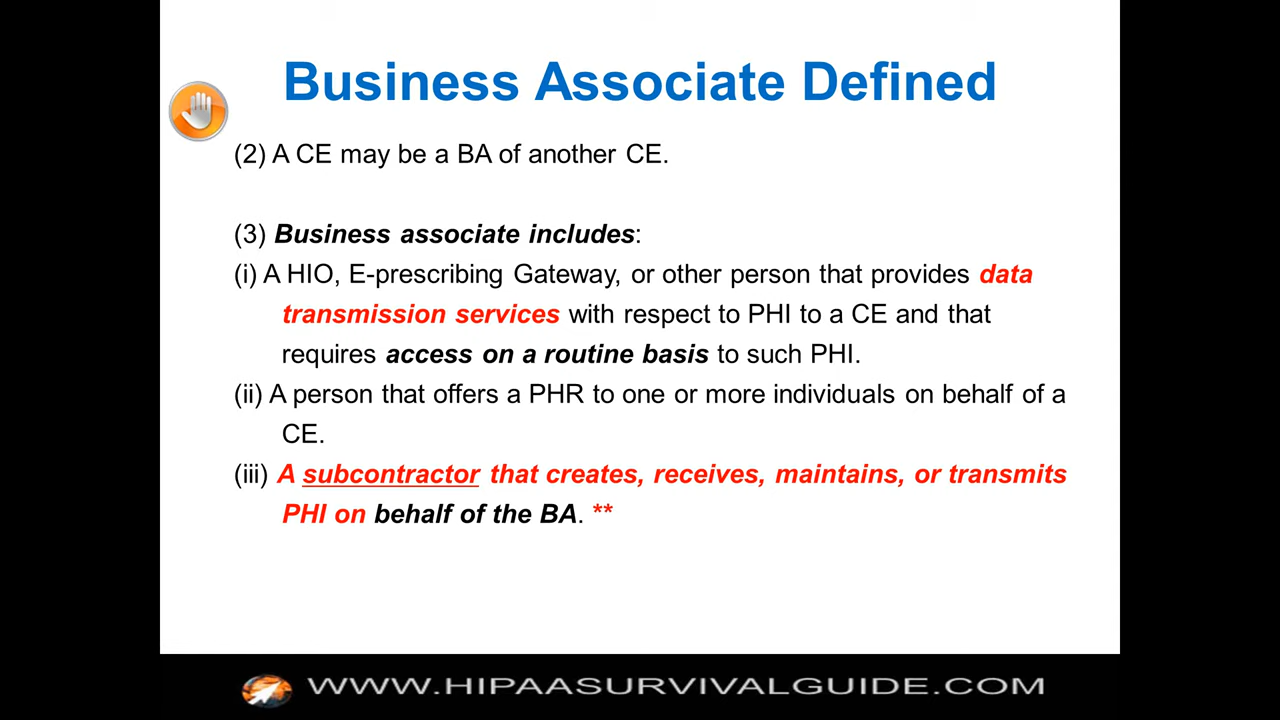 Business Associate Defined
(2) A CE may be a BA of another CE.
(3) Business associate includes:
(i) A HIO, E-prescribing Gateway, or other person that provides data
transmission services with respect to PHI to a CE and that
requires access on a routine basis to such PHI.
(ii) A person that offers a PHR to one or more individuals on behalf of a
CE.
(iii) A subcontractor that creates, receives, maintains, or transmits
PHI on behalf of the BA. **
WWW.HIPAASURVIVALGUIDE.COM